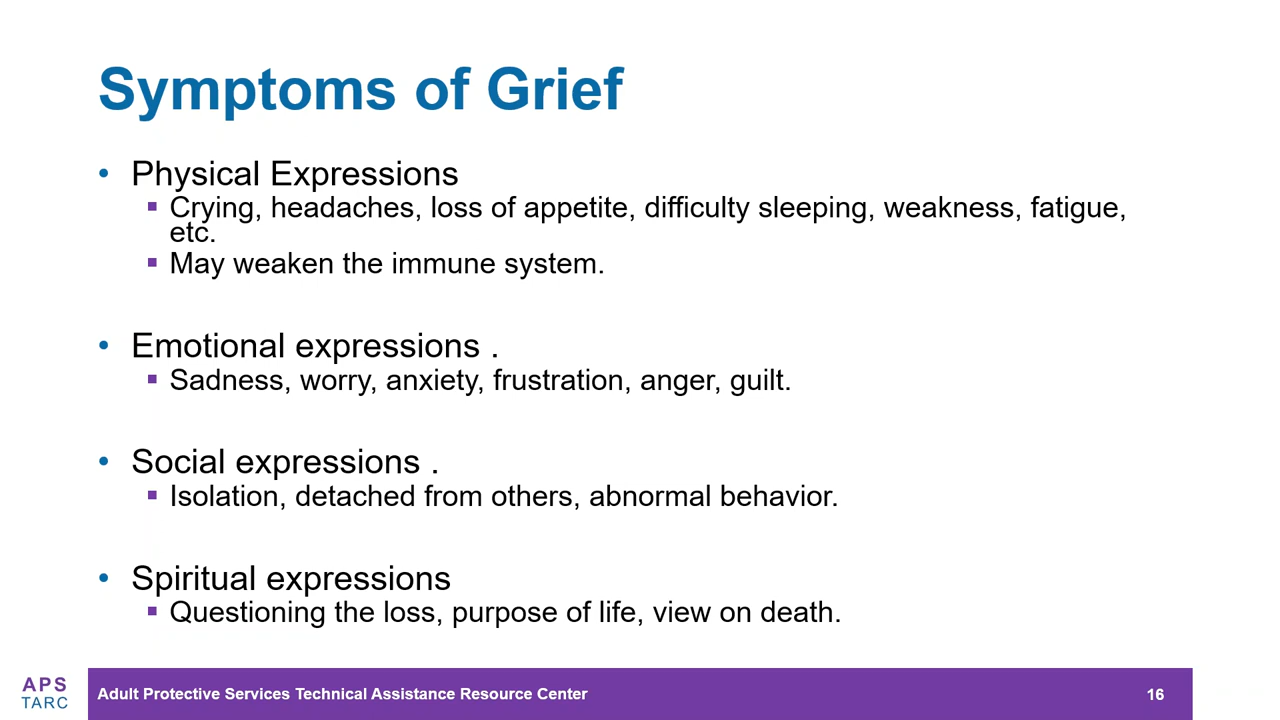 Symptoms of Grief
• Physical Expressions
▪ Crying, headaches, loss of appetite, difficulty sleeping, weakness, fatigue,
etc.
▪ May weaken the immune system.
• Emotional expressions .
▪ Sadness, worry, anxiety, frustration, anger, guilt.
• Social expressions .
▪ Isolation, detached from others, abnormal behavior.
• Spiritual expressions
▪ Questioning the loss, purpose of life, view on death.
APS
TARC
Adult Protective Services Technical Assistance Resource Center
16